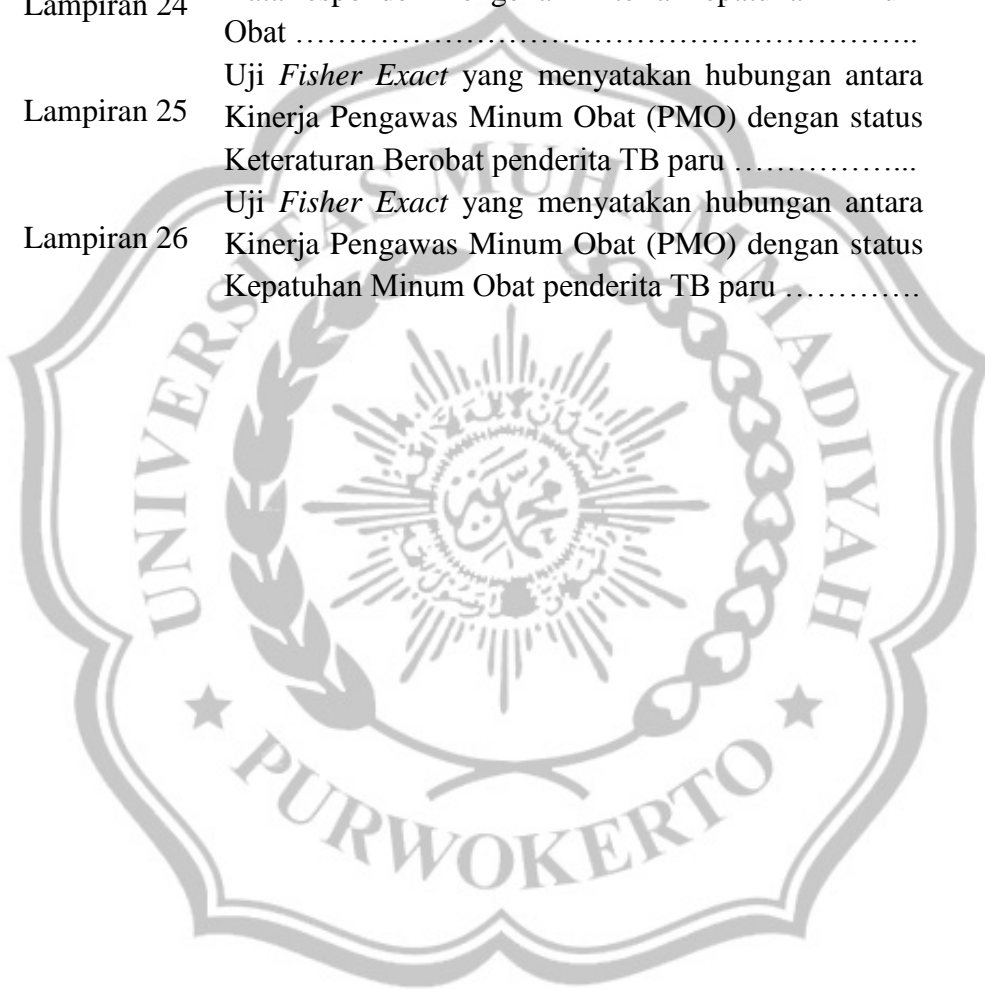 Lampiran 24
Obat ……………………………………………………..
Uji Fisher Exact yang menyatakan hubungan antara
Lampiran 25 Kinerja Pengawas Minum Obat (PMO) dengan status
Keteraturan Berobat penderita TB paru ……………...
Uji Fisher Exact yang menyatakan hubungan antara
Lampiran 26 Kinerja Pengawas Minum Obat (PMO) dengan status
Kepatuhan Minum Obat penderita TB paru ………….
UNIVERSITAS MUHAMMADIYAH
PURWOKERTO